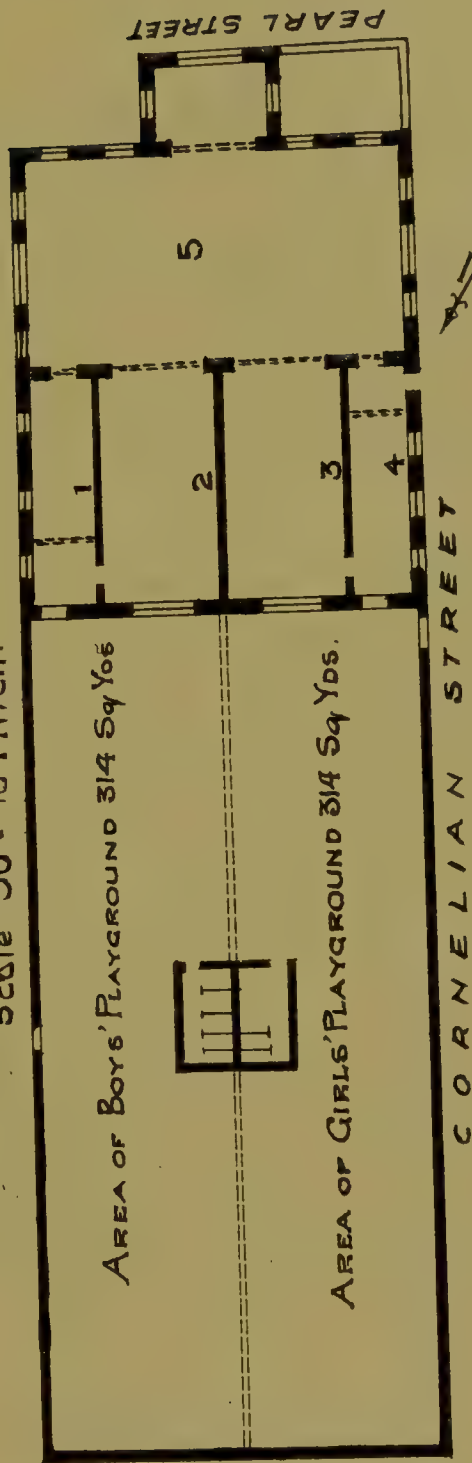 Scale 30 Ft to 1 Inch
PEARL STREET
5
1
2
3
4
AREA OF BOYS' PLAYGROUND 314 Sq YDS
AREA OF GIRLS' PLAYGROUND 314 Sq YDS.
CORNELIAN STREET